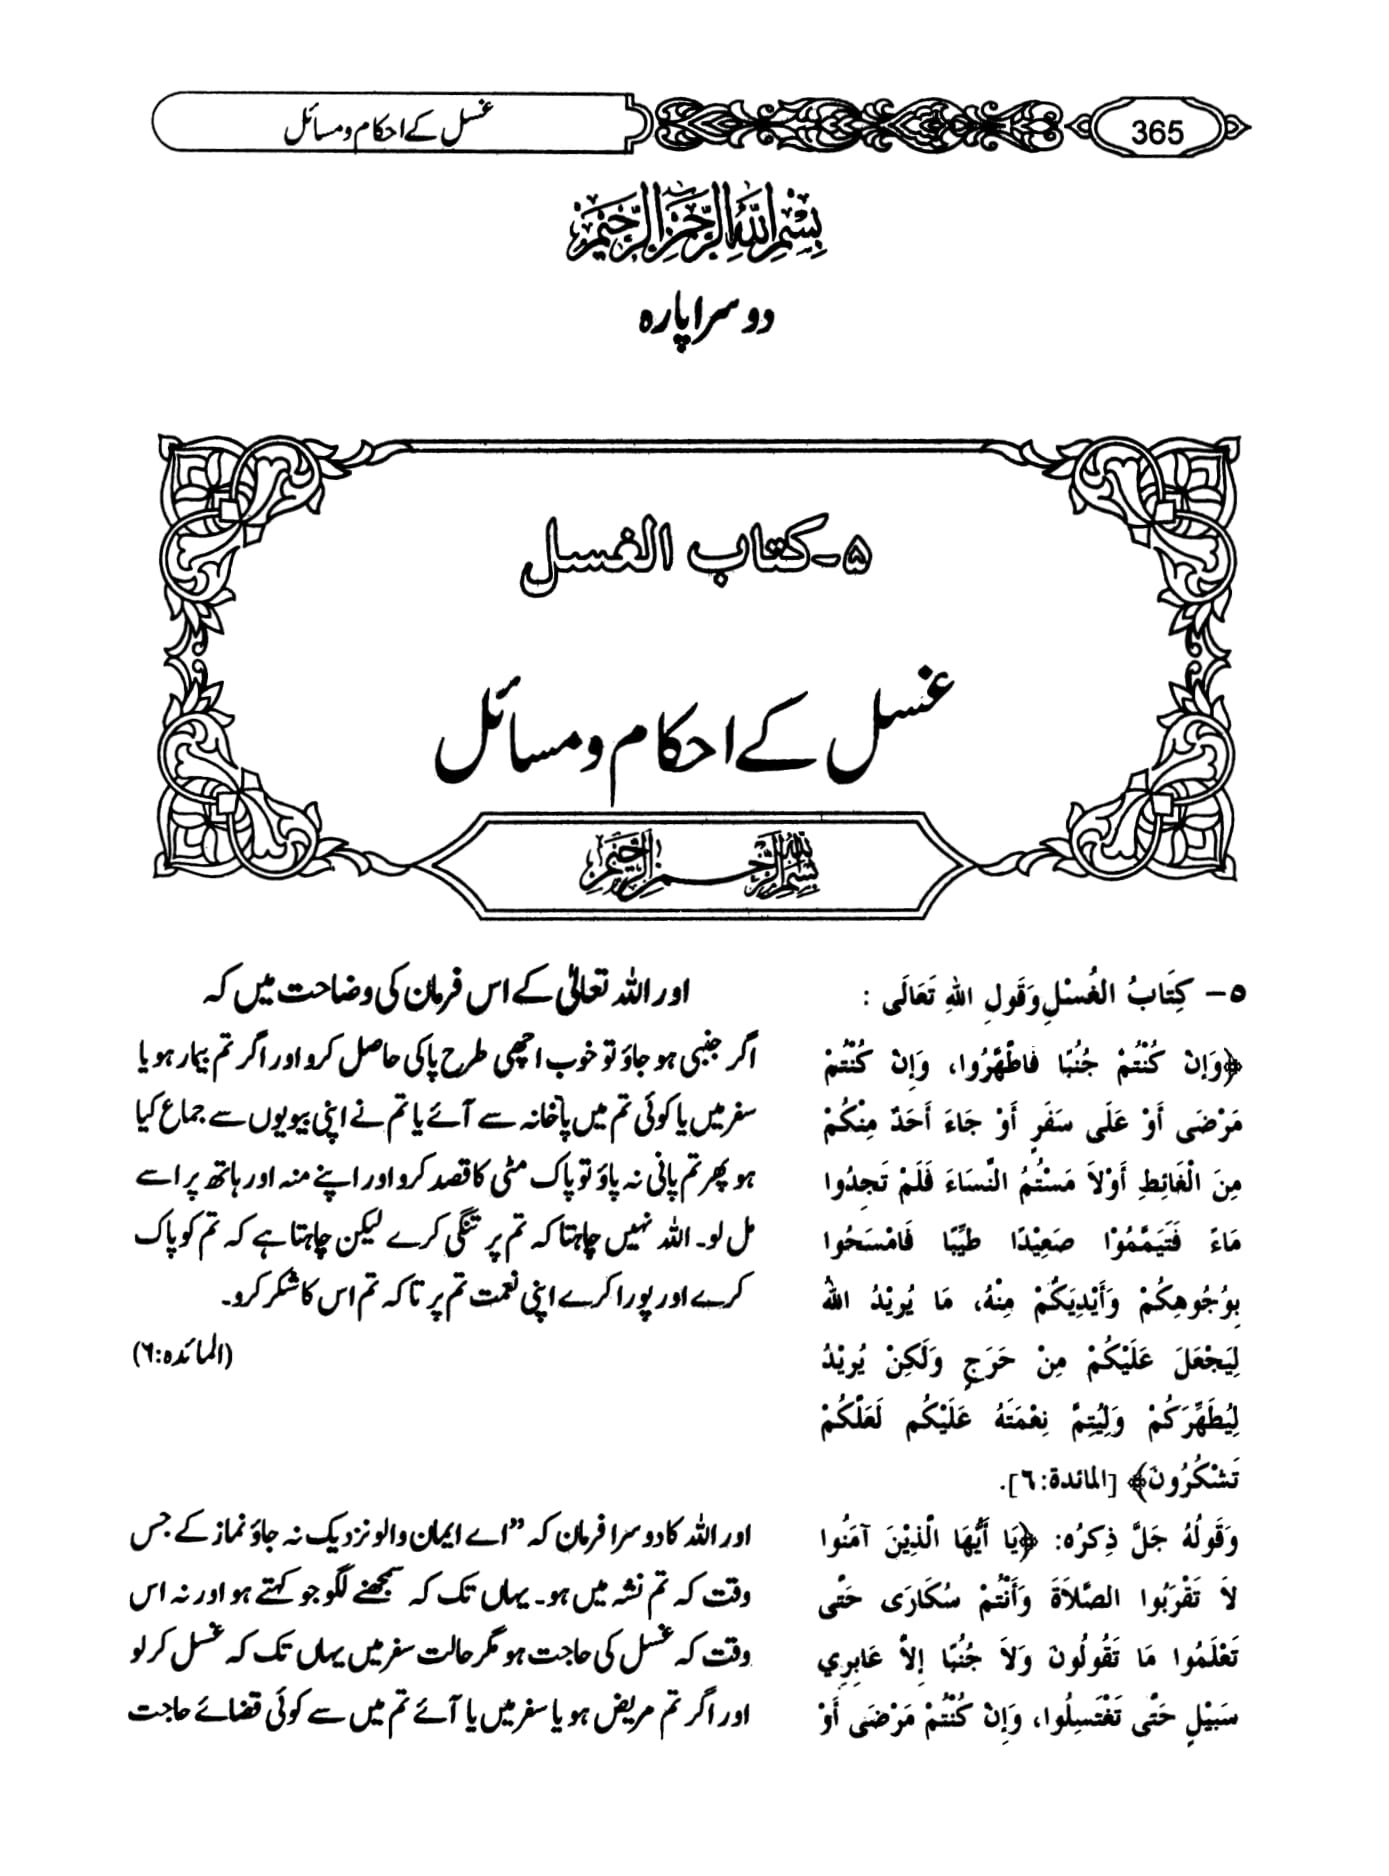 365
غسل کے احکام و مسائل
بِسْمِ اللهِ الرَّحْمٰنِ الرَّحِيْمِ
دوسرا پارہ
۵- کتاب الغسل
غسل کے احکام و مسائل
بسم الله الرحمن الرحيم
٥- كِتَابُ الغُسْلِ وَقَولِ اللهِ تَعَالَى :
﴿وَإِنْ كُنْتُمْ جُنُبًا فَاطَّهَّرُوا، وَإِنْ كُنْتُمْ
مَرْضَى أَوْ عَلَى سَفَرٍ أَوْ جَاءَ أَحَدٌ مِنْكُمْ
مِنَ الْغَائِطِ أَوْلاَ مَسْتُمُ النِّسَاءَ فَلَمْ تَجِدُوا
مَاءً فَتَيَمَّمُوْا صَعِيْدًا طَيِّبًا فَامْسَحُوا
بِوُجُوهِكُمْ وَأَيْدِيَكُمْ مِنْهُ، مَا يُرِيْدُ اللهُ
لِيَجْعَلَ عَلَيْكُمْ مِنْ حَرَجٍ وَلَكِنْ يُرِيْدُ
لِيُطَهِّرَكُمْ وَلِيُتِمَّ نِعْمَتَهُ عَلَيْكُم لَعَلَّكُمْ
تَشْكُرُونَ﴾ [المائدة: ٦].
وَقَولُهُ جَلَّ ذِكرُه: ﴿يَا أَيُّهَا الَّذِيْنَ آمَنُوا
لاَ تَقْرَبُوا الصَّلاَةَ وَأَنْتُمْ سُكَارَى حَتَّى
تَعْلَمُوا مَا تَقُولُونَ وَلاَ جُنُبًا إِلاَّ عَابِرِي
سَبِيْلٍ حَتَّى تَغْتَسِلُوا، وَإِنْ كُنْتُمْ مَرْضَى أَوْ
اور اللہ تعالیٰ کے اس فرمان کی وضاحت میں کہ
اگر جنبی ہو جاؤ تو خوب اچھی طرح پاکی حاصل کرو اور اگر تم بیمار ہو یا
سفر میں یا کوئی تم میں پاخانہ سے آئے یا تم نے اپنی بیویوں سے جماع کیا
ہو پھر تم پانی نہ پاؤ تو پاک مٹی کا قصد کرو اور اپنے منہ اور ہاتھ پر اسے
مل لو۔ اللہ نہیں چاہتا کہ تم پر تنگی کرے لیکن چاہتا ہے کہ تم کو پاک
کرے اور پورا کرے اپنی نعمت تم پر تاکہ تم اس کا شکر کرو۔
(المائدہ:٦)
اور اللہ کا دوسرا فرمان کہ ”اے ایمان والو نزدیک نہ جاؤ نماز کے جس
وقت کہ تم نشہ میں ہو۔ یہاں تک کہ سمجھنے لگو جو کہتے ہو اور نہ اس
وقت کہ غسل کی حاجت ہو مگر حالت سفر میں یہاں تک کہ غسل کر لو
اور اگر تم مریض ہو یا سفر میں یا آئے تم میں سے کوئی قضائے حاجت